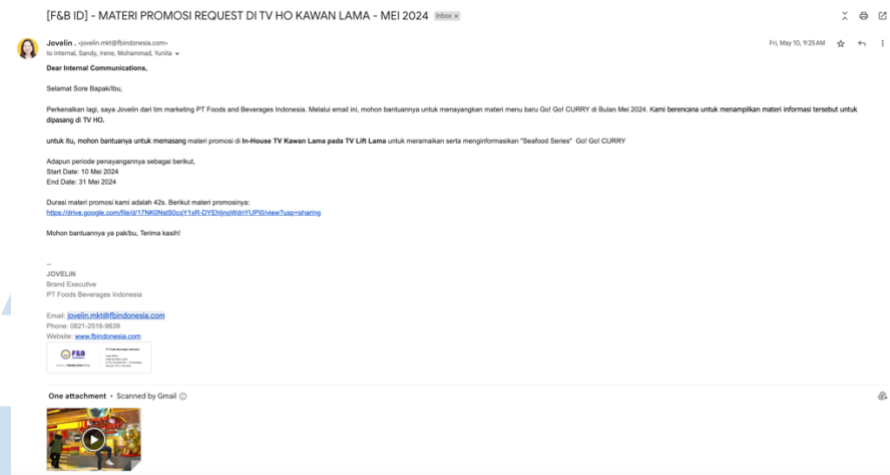 [F&B ID] - MATERI PROMOSI REQUEST DI TV HO KAWAN LAMA - MEI 2024 Inbox x
Jovelin . <jovelin.mkt@fbindonesia.com>
Fri, May 10, 9:25 AM
to Internal, Sandy, Irene, Mohammad, Yunita
Dear Internal Communications,
Selamat Sore Bapak/Ibu,
Perkenalkan lagi, saya Jovelin dari tim marketing PT Foods and Beverages Indonesia. Melalui email ini, mohon bantuannya untuk menayangkan materi menu baru Go! Go! CURRY di Bulan Mei 2024. Kami berencana untuk menampilkan materi informasi tersebut untuk
dipasang di TV HO.
untuk itu, mohon bantuanya untuk memasang materi promosi di In-House TV Kawan Lama pada TV Lift Lama untuk meramaikan serta menginformasikan "Seafood Series" Go! Go! CURRY
Adapun periode penayangannya sebagai berikut,
Start Date: 10 Mei 2024
End Date: 31 Mei 2024
Durasi materi promosi kami adalah 42s. Berikut materi promosinya:
Mohon bantuannya ya pak/bu, Terima kasih!
--
JOVELIN
Brand Executive
PT Foods Beverages Indonesia
Email: jovelin.mkt@fbindonesia.com
Phone: 0821-2516-9639
Website: www.fbindonesia.com
F&B
One attachment • Scanned by Gmail